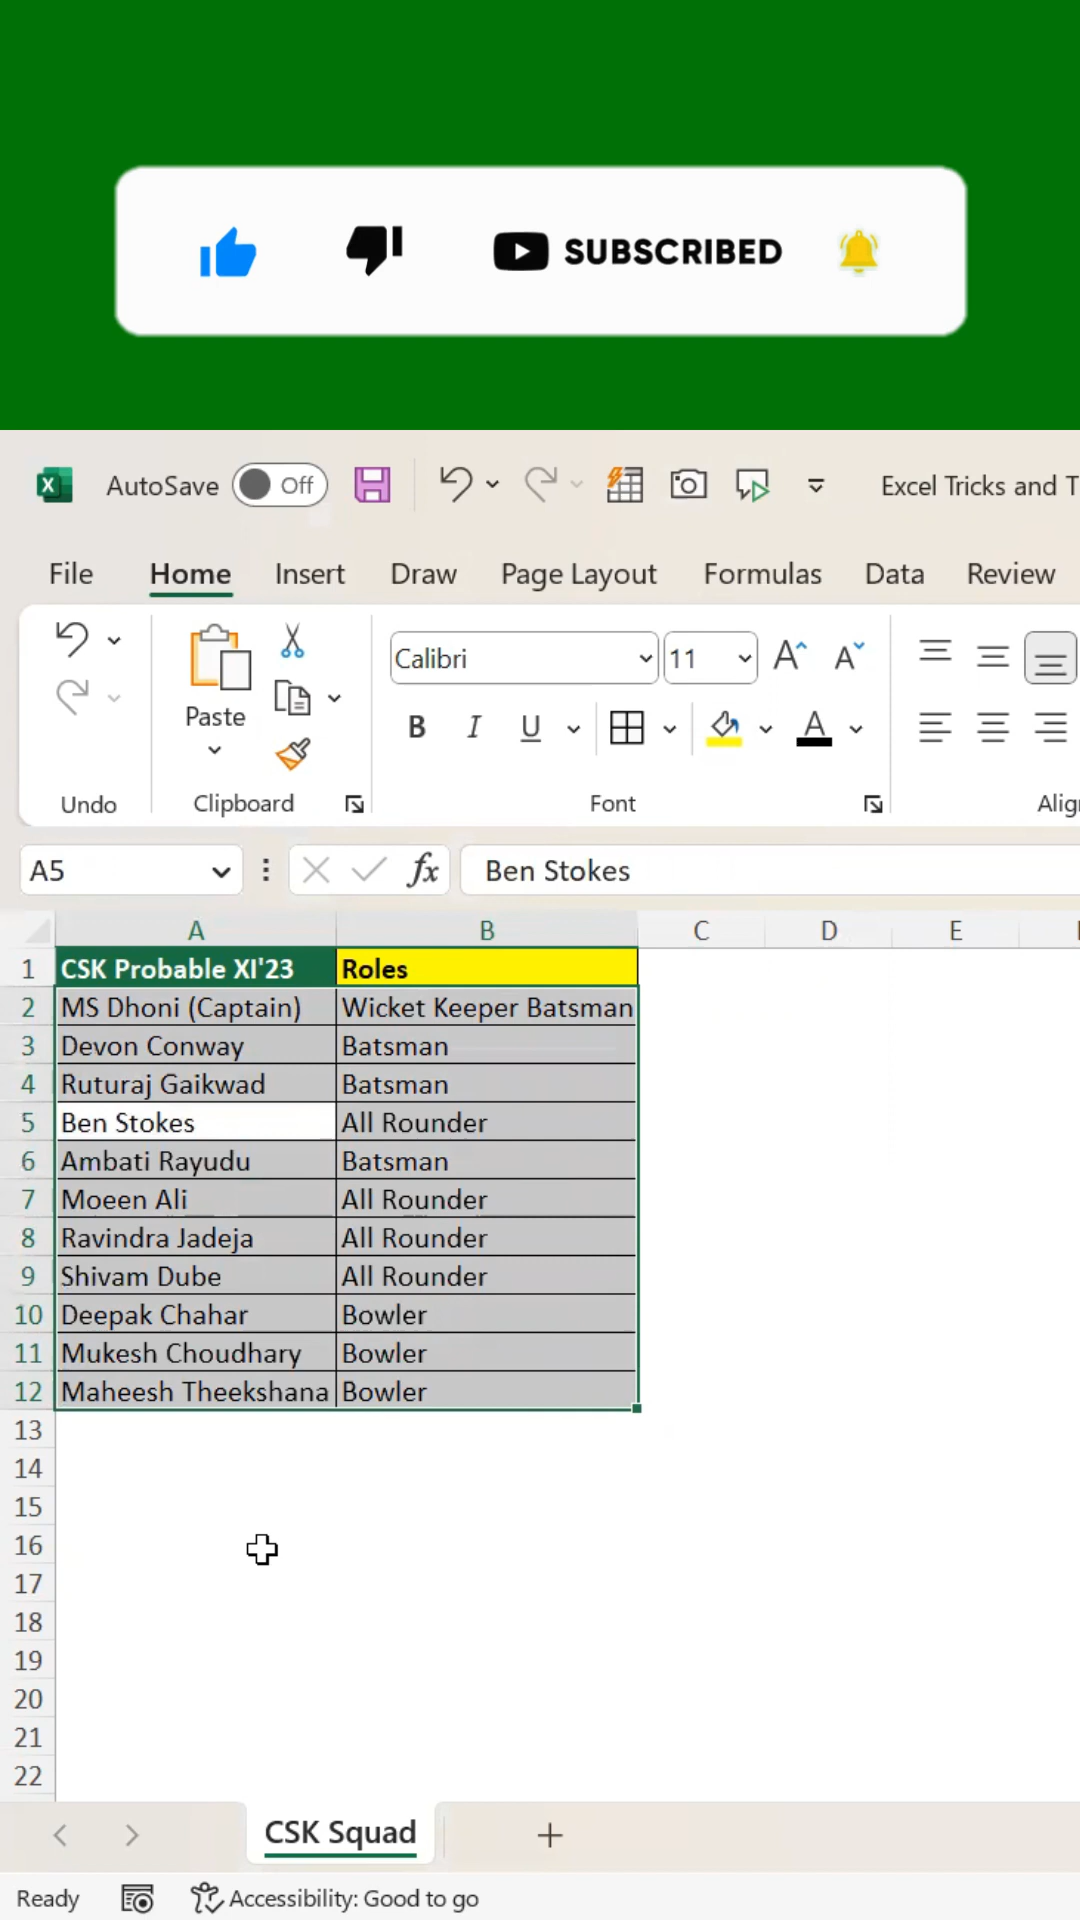 SUBSCRIBED
AutoSave Off Excel Tricks and T
File Home Insert Draw Page Layout Formulas Data Review
Calibri 11
Paste
B I U A
Undo Clipboard Font Alig
A5 fx Ben Stokes
A B C D E
1 CSK Probable XI'23 Roles
2 MS Dhoni (Captain) Wicket Keeper Batsman
3 Devon Conway Batsman
4 Ruturaj Gaikwad Batsman
5 Ben Stokes All Rounder
6 Ambati Rayudu Batsman
7 Moeen Ali All Rounder
8 Ravindra Jadeja All Rounder
9 Shivam Dube All Rounder
10 Deepak Chahar Bowler
11 Mukesh Choudhary Bowler
12 Maheesh Theekshana Bowler
13
14
15
16
17
18
19
20
21
22
CSK Squad
Ready Accessibility: Good to go